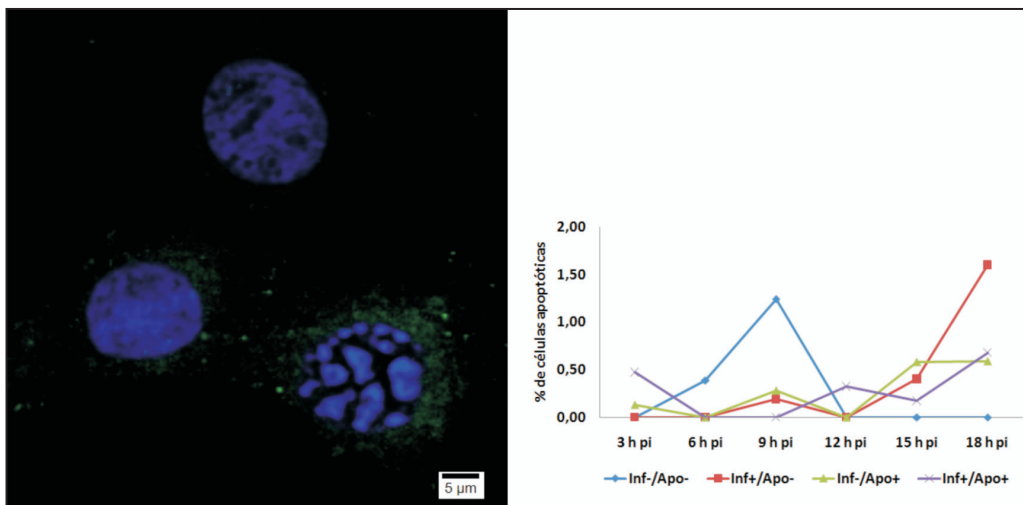 5 µm
% de células apoptóticas
2,00
1,50
1,00
0,50
0,00
3 h pi 6 h pi 9 h pi 12 h pi 15 h pi 18 h pi
Inf-/Apo- Inf+/Apo- Inf-/Apo+ Inf+/Apo+